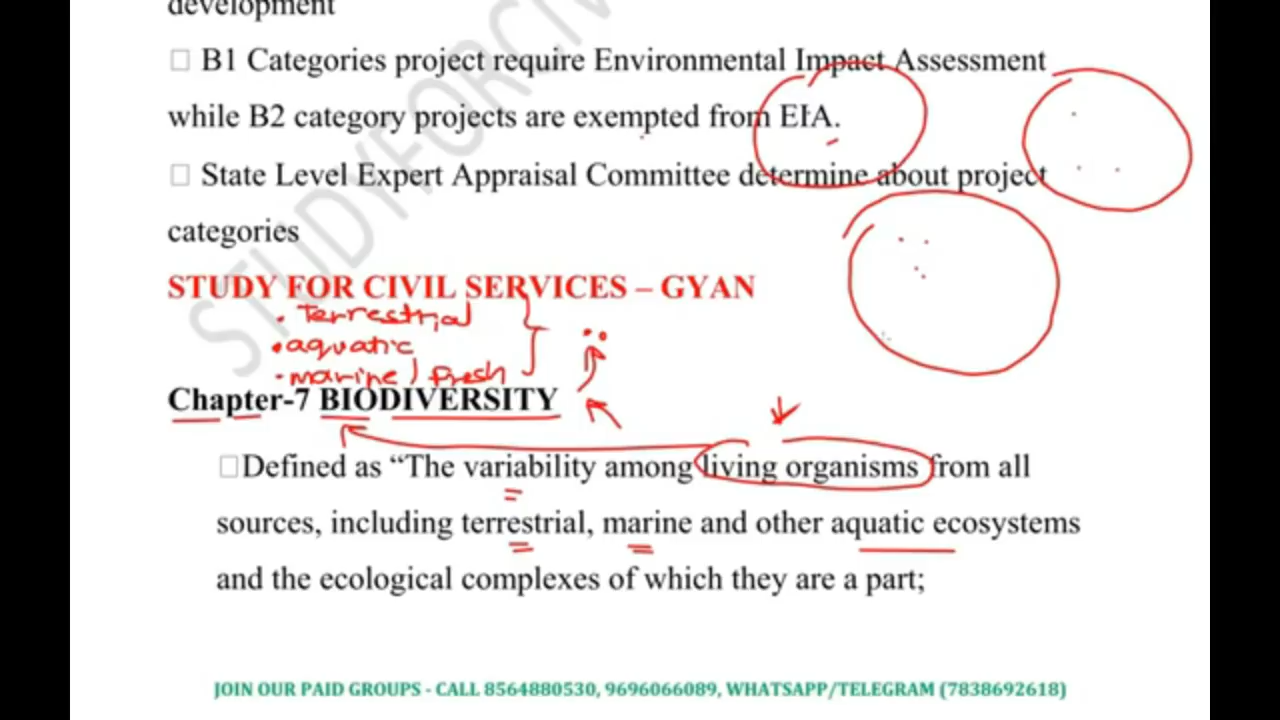 development
□ B1 Categories project require Environmental Impact Assessment
while B2 category projects are exempted from EIA.
□ State Level Expert Appraisal Committee determine about project
categories
STUDY FOR CIVIL SERVICES – GYAN
• Terrestrial
• aquatic
• marine / fresh
Chapter-7 BIODIVERSITY
□Defined as “The variability among living organisms from all
sources, including terrestrial, marine and other aquatic ecosystems
and the ecological complexes of which they are a part;
JOIN OUR PAID GROUPS - CALL 8564880530, 9696066089, WHATSAPP/TELEGRAM (7838692618)
STUDYFORCIV